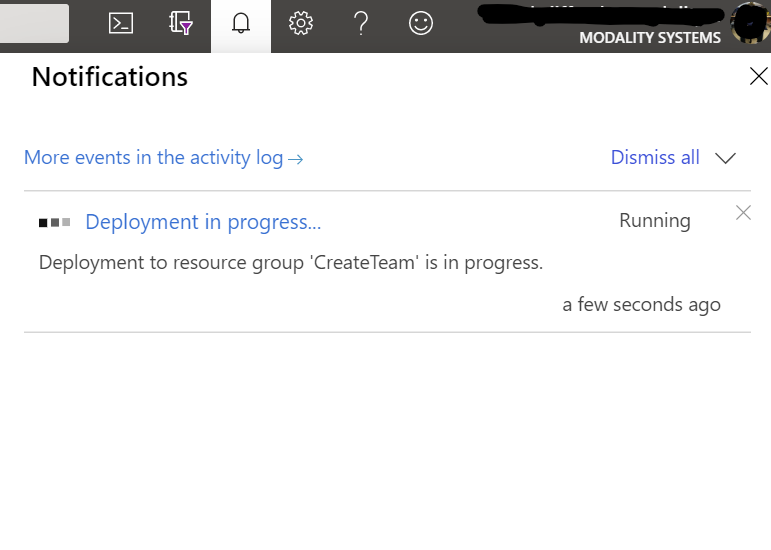 MODALITY SYSTEMS
Notifications
More events in the activity log →
Dismiss all
Deployment in progress...
Running
Deployment to resource group 'CreateTeam' is in progress.
a few seconds ago